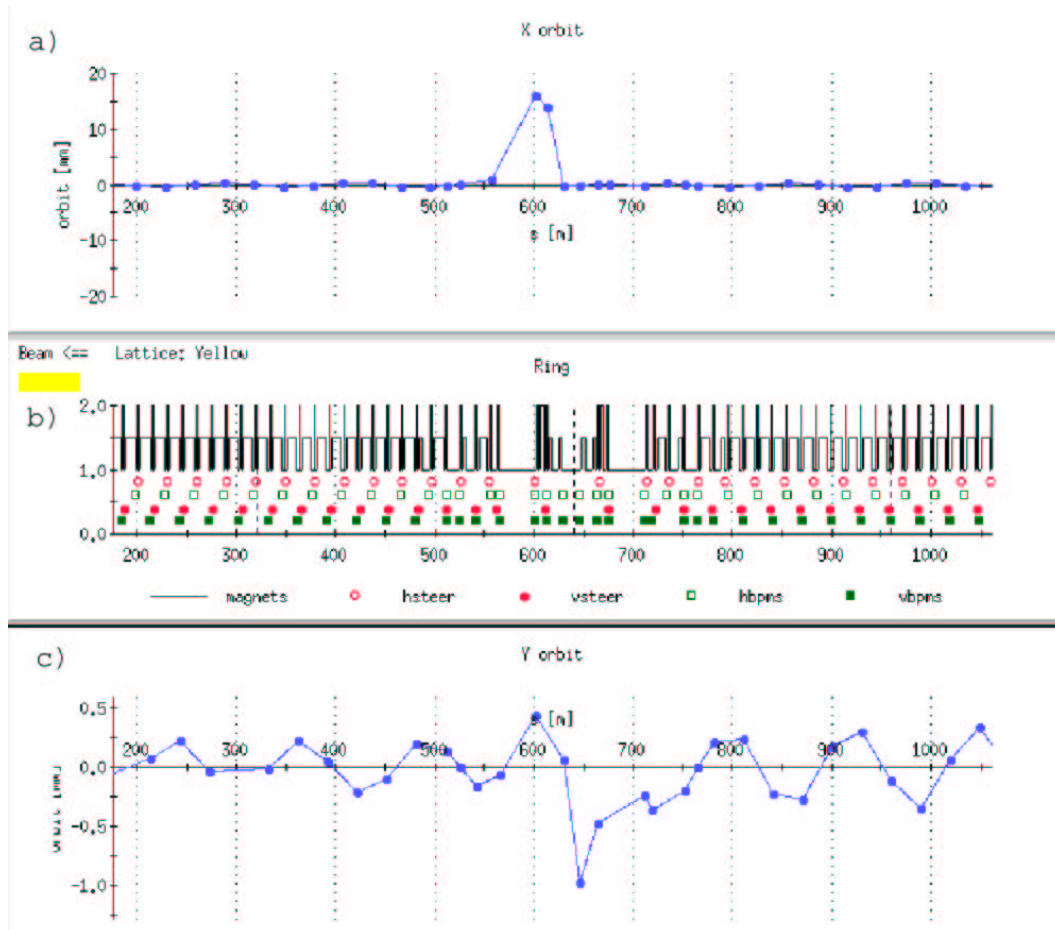 a)
X orbit
20
10
0
-10
-20
orbit [mm]
200 300 400 500 600 700 800 900 1000
s [m]
Beam <== Lattice: Yellow
Ring
b)
2.0
1.0
0.0
200 300 400 500 600 700 800 900 1000
magnets hsteer vsteer hbpms vbpms
c)
Y orbit
0.5
0.0
-0.5
-1.0
orbit [mm]
s [m]
200 300 400 500 600 700 800 900 1000